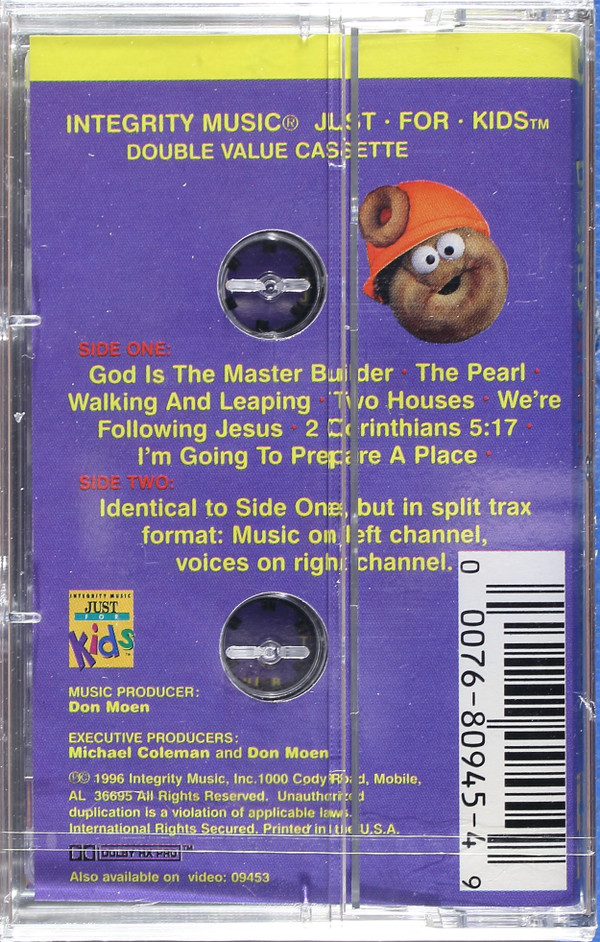 INTEGRITY MUSIC® JUST · FOR · KIDS™
DOUBLE VALUE CASSETTE
SIDE ONE:
God Is The Master Builder · The Pearl ·
Walking And Leaping · Two Houses · We're
Following Jesus · 2 Corinthians 5:17 ·
I'm Going To Prepare A Place ·
SIDE TWO:
Identical to Side One, but in split trax
format: Music on left channel,
voices on right channel.
INTEGRITY MUSIC
JUST
FOR
Kids™
MUSIC PRODUCER:
Don Moen
EXECUTIVE PRODUCERS:
Michael Coleman and Don Moen
℗© 1996 Integrity Music, Inc.1000 Cody Road, Mobile,
AL 36695 All Rights Reserved. Unauthorized
duplication is a violation of applicable laws.
International Rights Secured. Printed in the U.S.A.
DOLBY HX PRO™
Also available on video: 09453
0 0076-80945-4 9